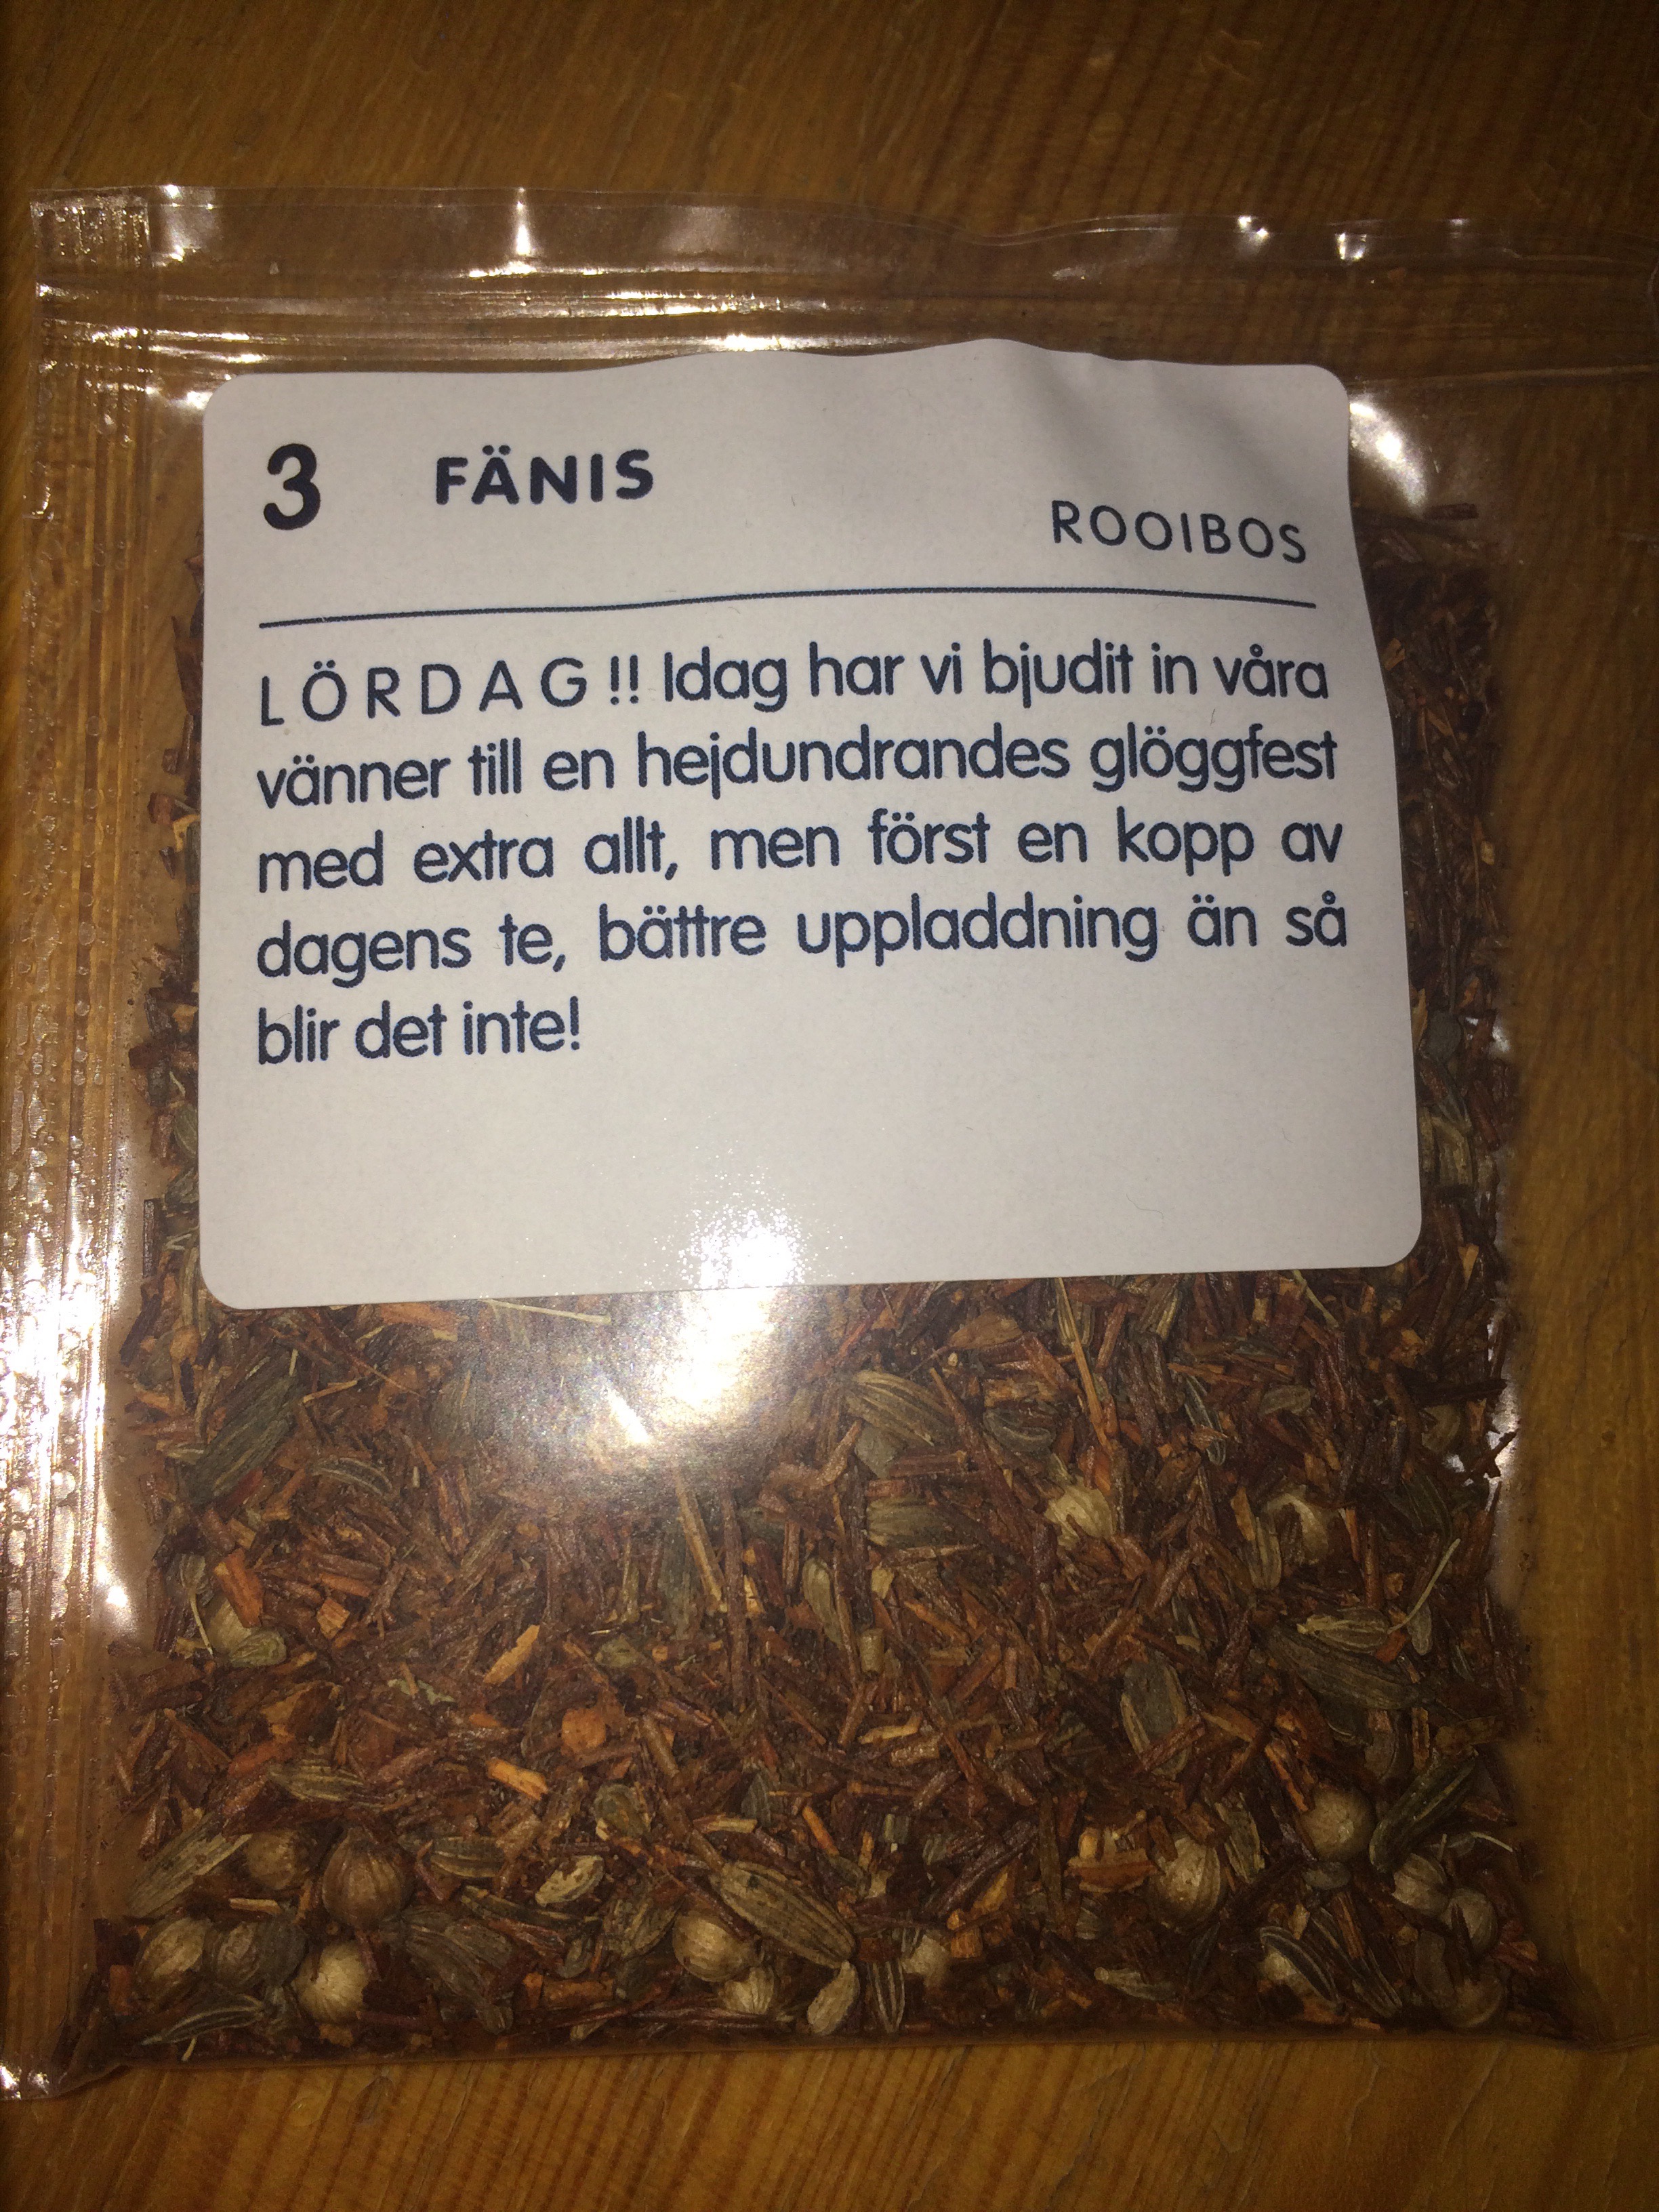 3 FÄNIS
ROOIBOS
LÖRDAG!! Idag har vi bjudit in våra
vänner till en hejdundrandes glöggfest
med extra allt, men först en kopp av
dagens te, bättre uppladdning än så
blir det inte!